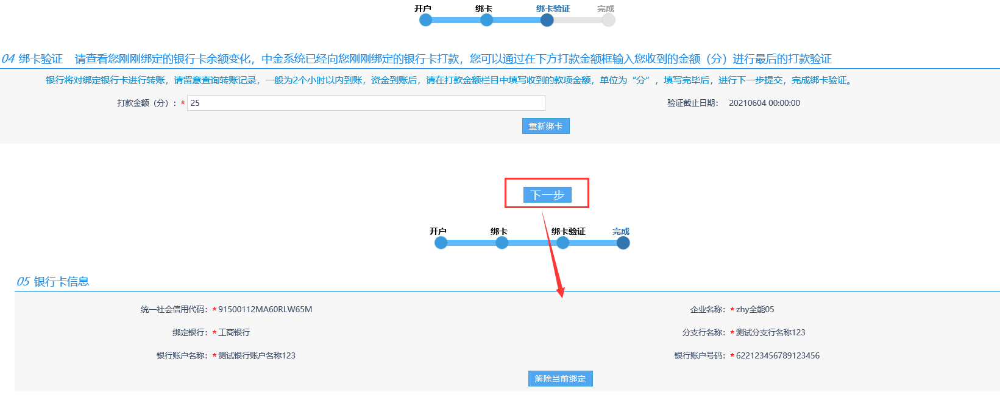 开户 绑卡 绑卡验证 完成
04 绑卡验证 请查看您刚刚绑定的银行卡余额变化，中金系统已经向您刚刚绑定的银行卡打款，您可以通过在下方打款金额框输入您收到的金额（分）进行最后的打款验证
银行将对绑定银行卡进行转账，请留意查询转账记录，一般为2个小时以内到账，资金到账后，请在打款金额栏目中填写收到的款项金额，单位为“分”，填写完毕后，进行下一步提交，完成绑卡验证。
打款金额（分）：* 25 验证截止日期： 20210604 00:00:00
重新绑卡
下一步
开户 绑卡 绑卡验证 完成
05 银行卡信息
统一社会信用代码：* 91500112MA60RLW65M 企业名称：* zhy全能05
绑定银行：* 工商银行 分支行名称：* 测试分支行名称123
银行账户名称：* 测试银行账户名称123 银行账户号码：* 622123456789123456
解除当前绑定